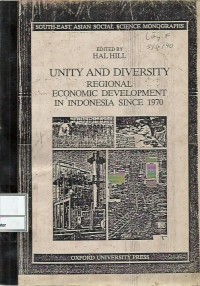 SOUTH-EAST ASIAN SOCIAL SCIENCE MONOGRAPHS
EDITED BY
HAL HILL
UNITY AND DIVERSITY
REGIONAL
ECONOMIC DEVELOPMENT
IN INDONESIA SINCE 1970
OXFORD UNIVERSITY PRESS